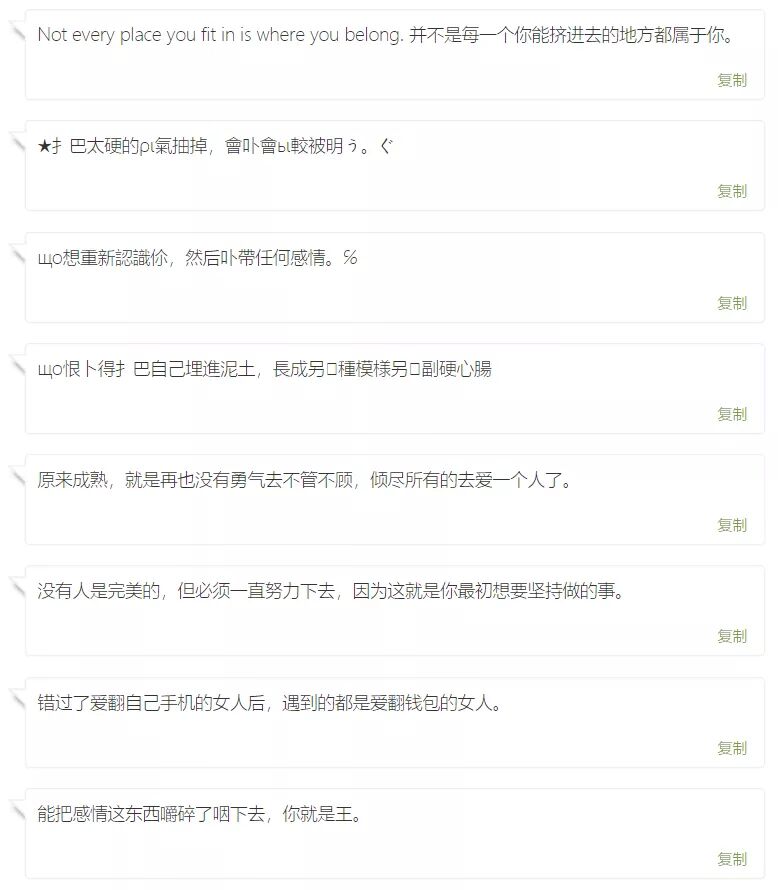 Not every place you fit in is where you belong. 并不是每一个你能挤进去的地方都属于你。
复制
★扌巴太硬的ρι氣抽掉，會卟會ыι較被明ぅ。ぐ
复制
щο想重新認識伱，然后卟帶任何感情。℅
复制
щο恨卜得扌巴自己埋進泥土，長成另▯種模樣另▯副硬心腸
复制
原来成熟，就是再也没有勇气去不管不顾，倾尽所有的去爱一个人了。
复制
没有人是完美的，但必须一直努力下去，因为这就是你最初想要坚持做的事。
复制
错过了爱翻自己手机的女人后，遇到的都是爱翻钱包的女人。
复制
能把感情这东西嚼碎了咽下去，你就是王。
复制